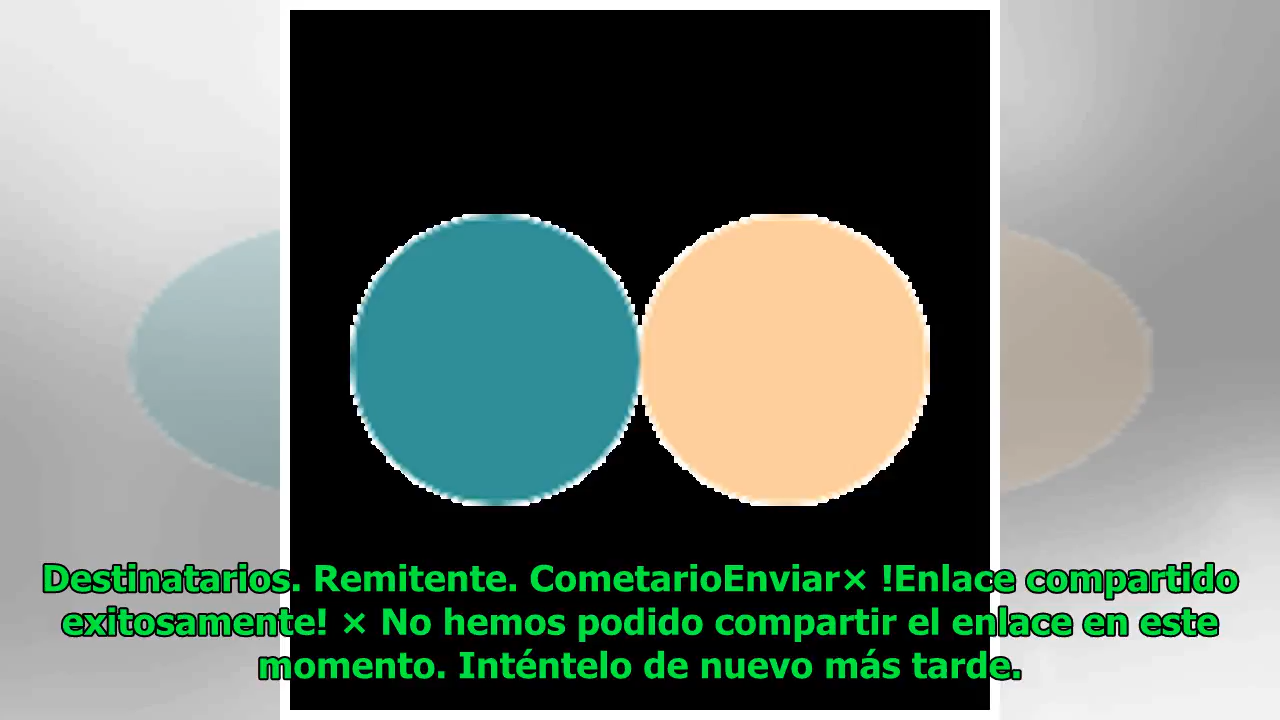 Destinatarios. Remitente. CometarioEnviar× !Enlace compartido
exitosamente! × No hemos podido compartir el enlace en este
momento. Inténtelo de nuevo más tarde.